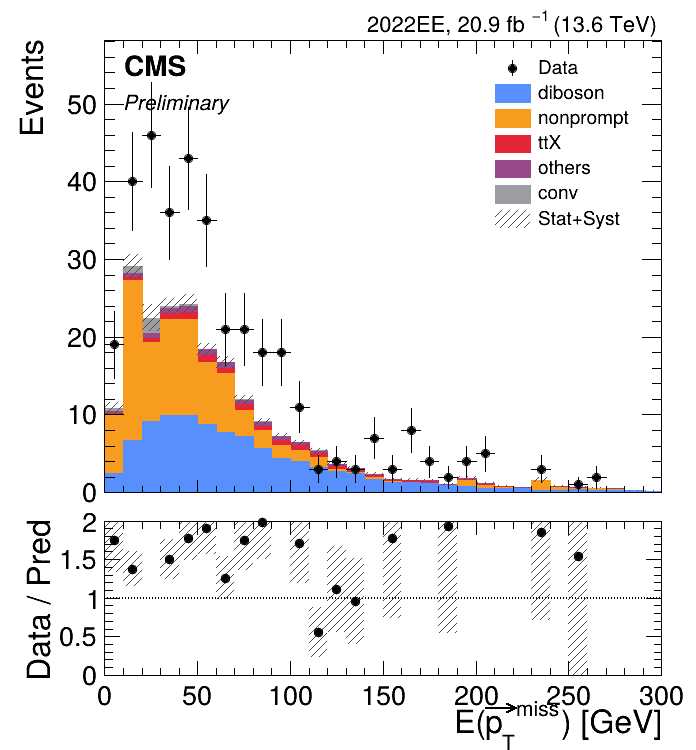 2022EE, 20.9 fb⁻¹ (13.6 TeV)
CMS
Preliminary
Events
Data
diboson
nonprompt
ttX
others
conv
Stat+Syst
50
40
30
20
10
0
Data / Pred
2
1.5
1
0.5
0
0 50 100 150 200 250 300
E(p⃗_T^miss) [GeV]